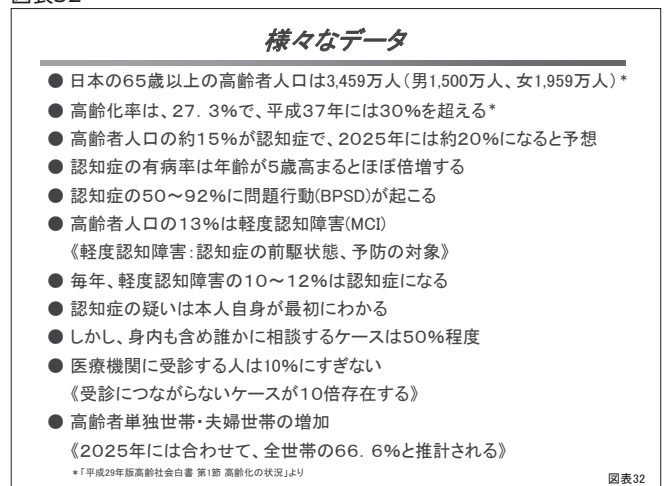 様々なデータ
● 日本の65歳以上の高齢者人口は3,459万人(男1,500万人、女1,959万人)*
● 高齢化率は、27. 3%で、平成37年には30%を超える*
● 高齢者人口の約15%が認知症で、2025年には約20%になると予想
● 認知症の有病率は年齢が5歳高まるとほぼ倍増する
● 認知症の50~92%に問題行動(BPSD)が起こる
● 高齢者人口の13%は軽度認知障害(MCI)
《軽度認知障害:認知症の前駆状態、予防の対象》
● 毎年、軽度認知障害の10~12%は認知症になる
● 認知症の疑いは本人自身が最初にわかる
● しかし、身内も含め誰かに相談するケースは50%程度
● 医療機関に受診する人は10%にすぎない
《受診につながらないケースが10倍存在する》
● 高齢者単独世帯・夫婦世帯の増加
《2025年には合わせて、全世帯の66. 6%と推計される》
*「平成29年版高齢社会白書 第1節 高齢化の状況」より
図表32